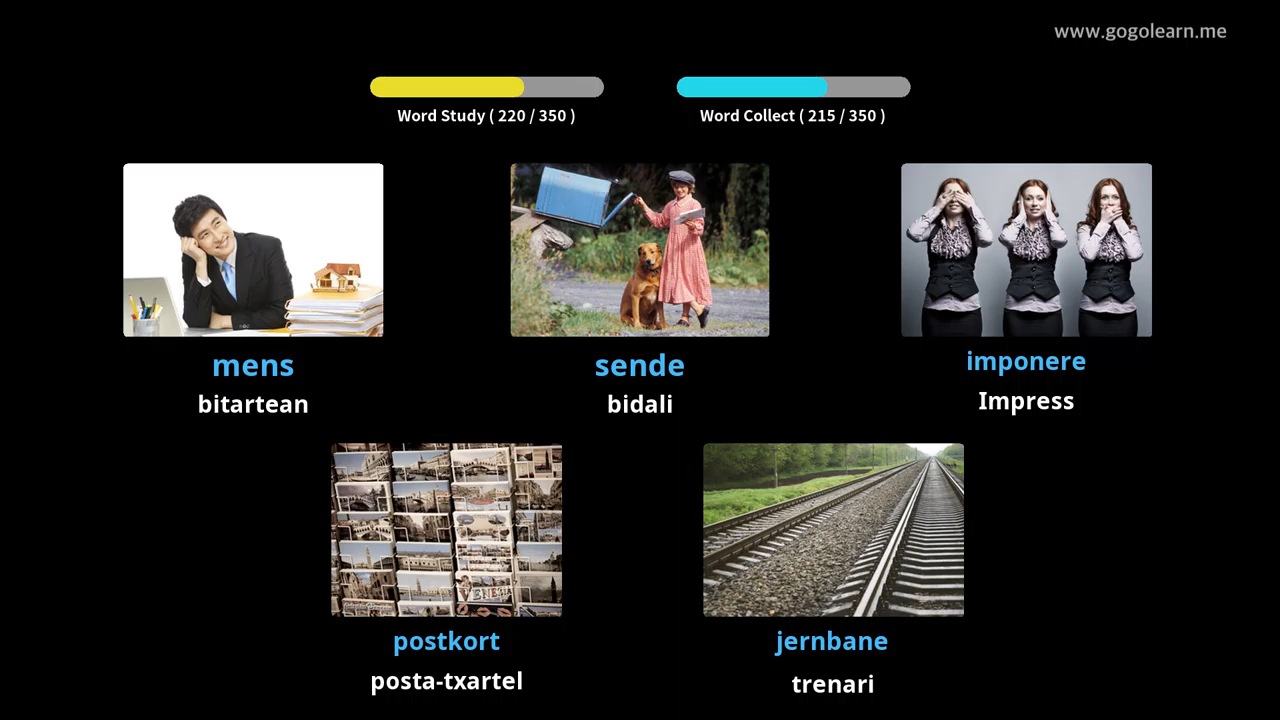 www.gogolearn.me
Word Study ( 220 / 350 )
Word Collect ( 215 / 350 )
mens
bitartean
sende
bidali
imponere
Impress
postkort
posta-txartel
jernbane
trenari